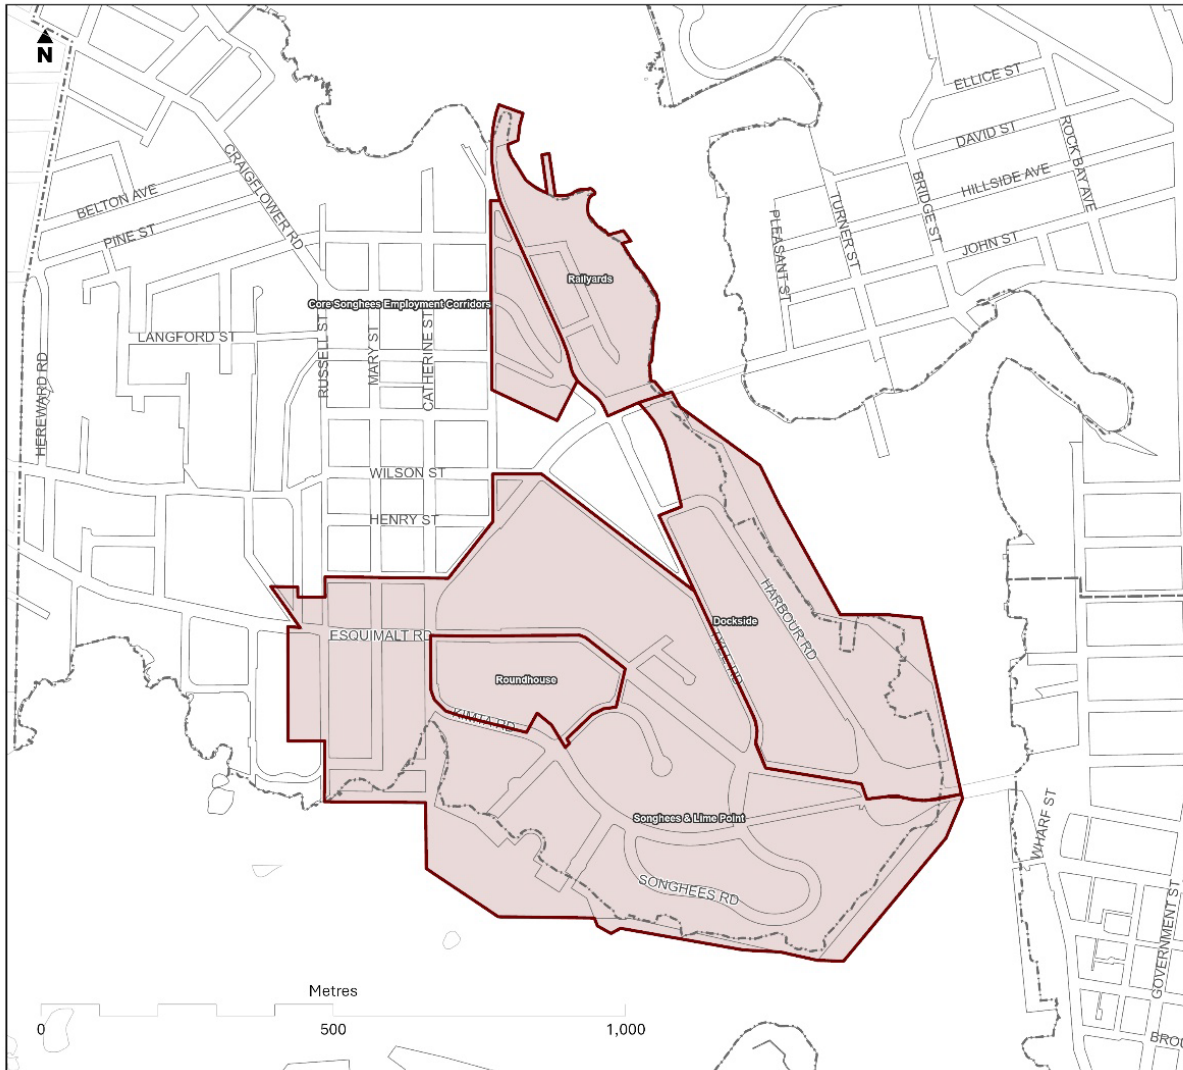 N
ELLICE ST
DAVID ST
ROCK BAY AVE
HILLSIDE AVE
BRIDGE ST
JOHN ST
TURNER ST
PLEASANT ST
CRAIGFLOWER RD
BELTON AVE
PINE ST
Railyards
Core Songhees Employment Corridors
LANGFORD ST
RUSSELL ST
MARY ST
CATHERINE ST
HEREWARD RD
WILSON ST
HENRY ST
HARBOUR RD
Dockside
ESQUIMALT RD
Roundhouse
KIMTA RD
Songhees & Lime Point
SONGHEES RD
WHARF ST
GOVERNMENT ST
Metres
0
500
1,000